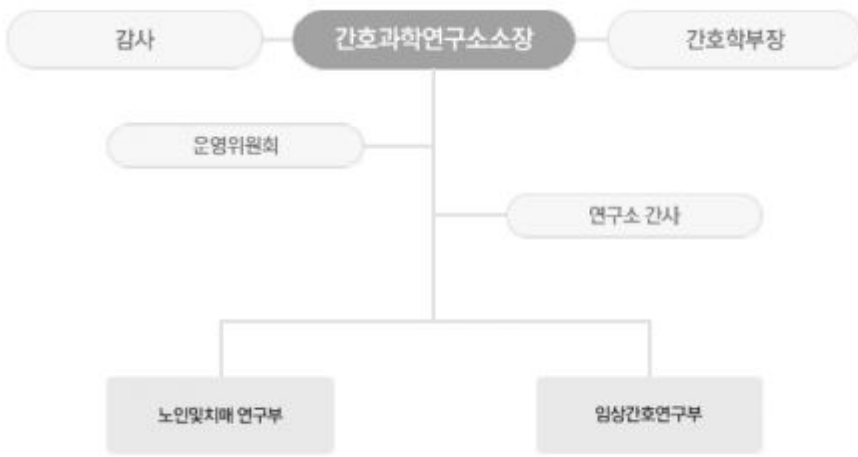 감사
간호과학연구소소장
간호학부장
운영위원회
연구소 간사
노인및치매 연구부
임상간호연구부